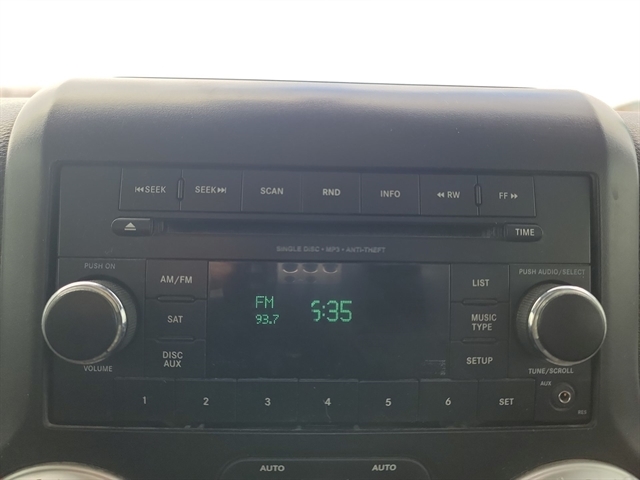 ⏮SEEK SEEK⏭ SCAN RND INFO ◀◀ RW FF ▶▶
TIME
SINGLE DISC • MP3 • ANTI-THEFT
PUSH ON AM/FM LIST PUSH AUDIO/SELECT
FM
93.7 :35
SAT MUSIC
TYPE
DISC
AUX SETUP
VOLUME TUNE/SCROLL
1 2 3 4 5 6 SET AUX
AUTO AUTO